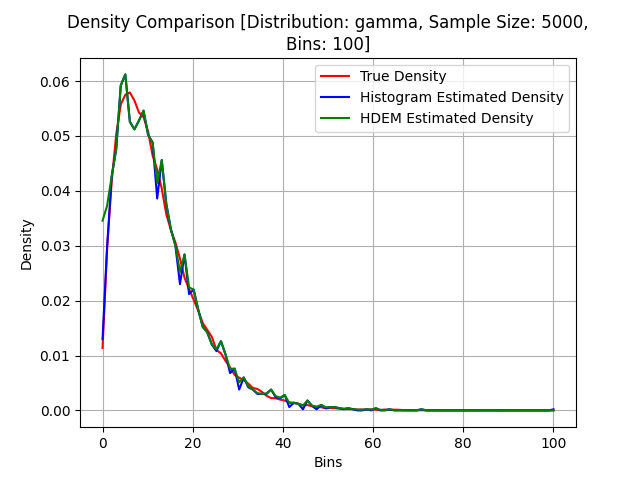 Density Comparison [Distribution: gamma, Sample Size: 5000,
Bins: 100]
True Density
Histogram Estimated Density
HDEM Estimated Density
Density
0.06
0.05
0.04
0.03
0.02
0.01
0.00
0 20 40 60 80 100
Bins